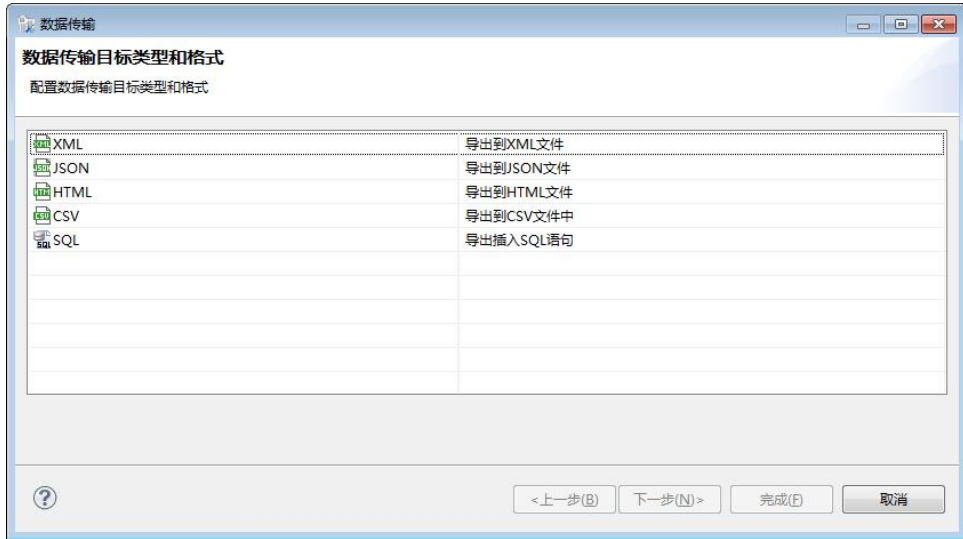 数据传输
数据传输目标类型和格式
配置数据传输目标类型和格式
XML 导出到XML文件
JSON 导出到JSON文件
HTML 导出到HTML文件
CSV 导出到CSV文件中
SQL 导出插入SQL语句
<上一步(B) 下一步(N)> 完成(F) 取消